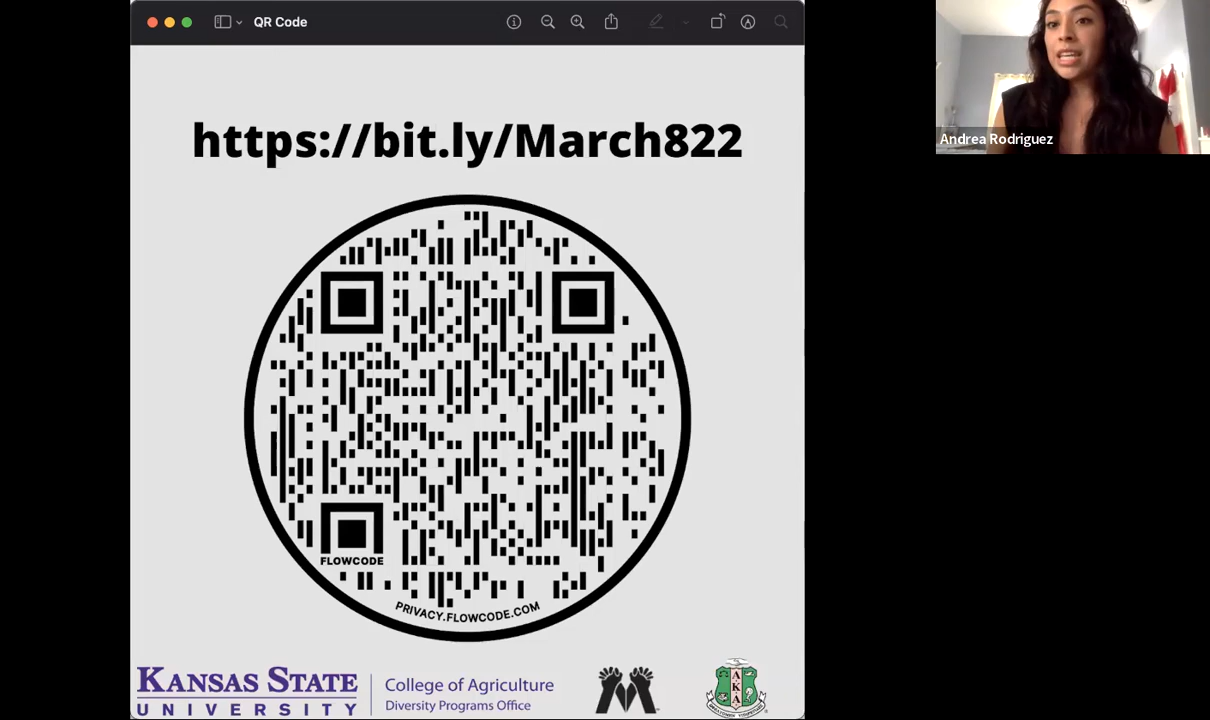 QR Code
https://bit.ly/March822
Andrea Rodriguez
FLOWCODE
PRIVACY.FLOWCODE.COM
KANSAS STATE
UNIVERSITY
College of Agriculture
Diversity Programs Office
AKA